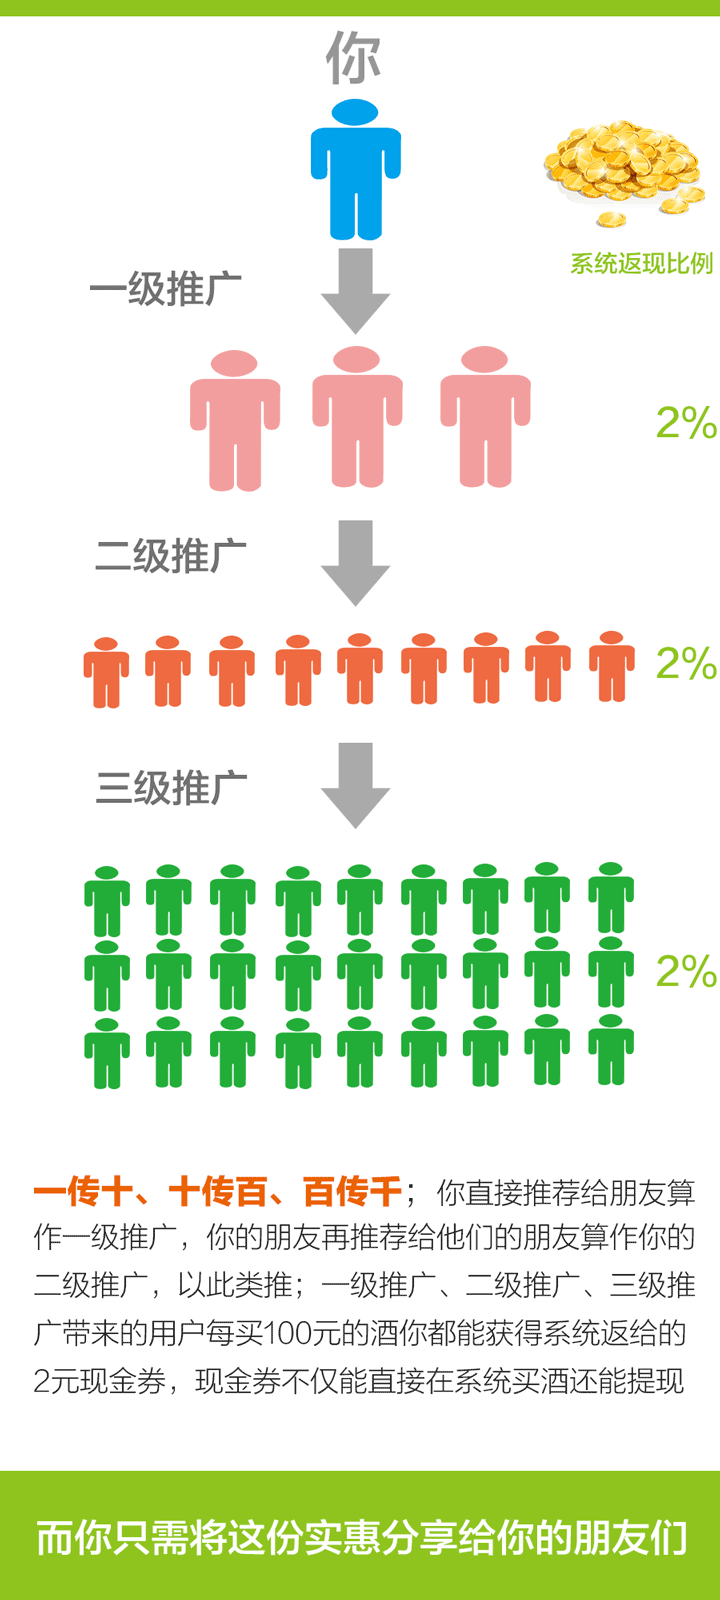 你
系统返现比例
一级推广
2%
二级推广
2%
三级推广
2%
一传十、十传百、百传千；你直接推荐给朋友算
作一级推广，你的朋友再推荐给他们的朋友算作你的
二级推广，以此类推；一级推广、二级推广、三级推
广带来的用户每买100元的酒你都能获得系统返给的
2元现金券，现金券不仅能直接在系统买酒还能提现
而你只需将这份实惠分享给你的朋友们